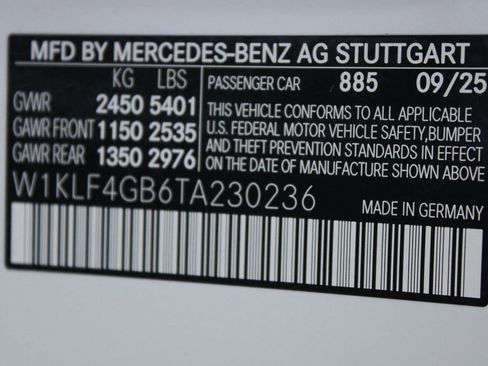 MFD BY MERCEDES-BENZ AG STUTTGART
KG LBS
GVWR 2450 5401
GAWR FRONT 1150 2535
GAWR REAR 1350 2976
PASSENGER CAR 885 09/25
THIS VEHICLE CONFORMS TO ALL APPLICABLE
U.S. FEDERAL MOTOR VEHICLE SAFETY,BUMPER
AND THEFT PREVENTION STANDARDS IN EFFECT
ON THE DATE OF MANUFACTURE SHOWN ABOVE
W1KLF4GB6TA230236
MADE IN GERMANY